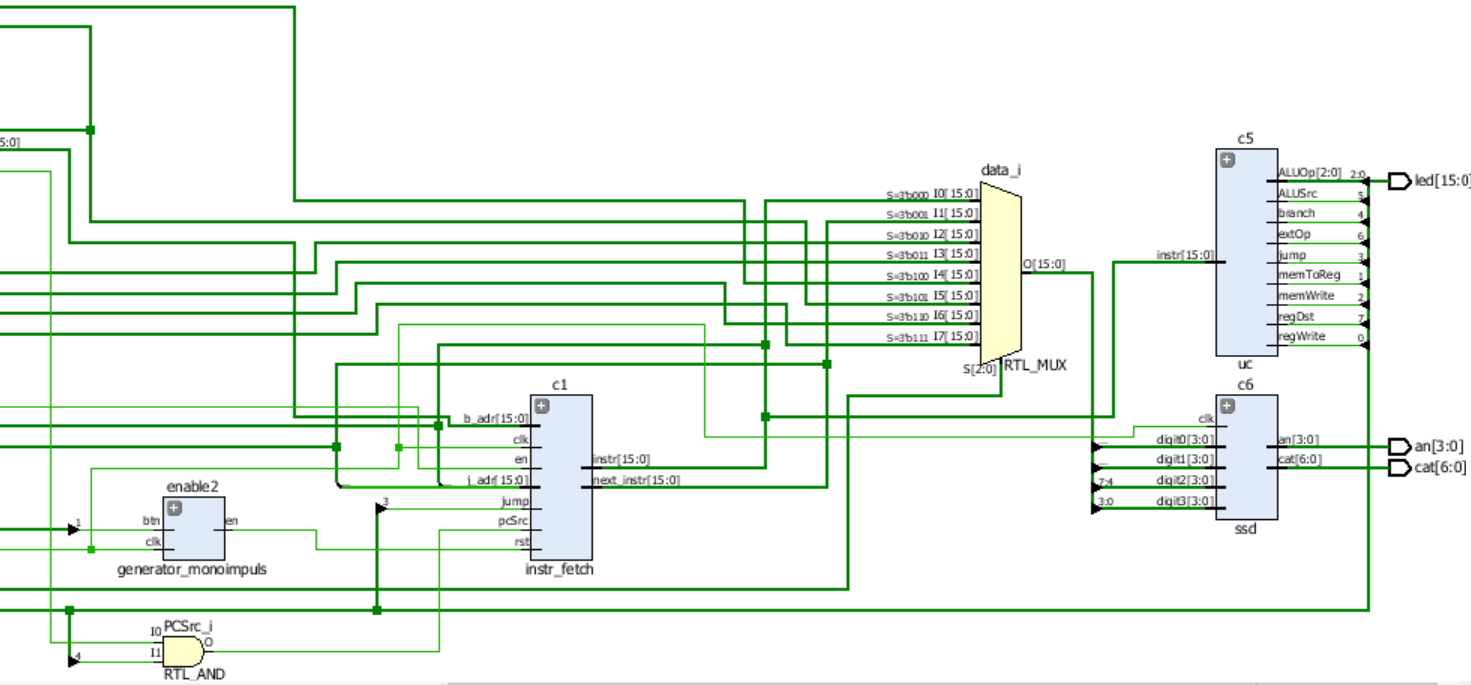 5:0]
c5
data_i
ALUOp[2:0] 2:0
led[15:0]
S=3'b000 I0[15:0]
ALUSrc 5
S=3'b001 I1[15:0]
branch 4
S=3'b010 I2[15:0]
extOp 6
S=3'b011 I3[15:0]
O[15:0]
instr[15:0]
jump 3
S=3'b100 I4[15:0]
memToReg 1
S=3'b101 I5[15:0]
memWrite 2
S=3'b110 I6[15:0]
regDst 7
S=3'b111 I7[15:0]
regWrite 0
S[2:0]
RTL_MUX
uc
c1
c6
b_adr[15:0]
clk
clk
digit0[3:0]
an[3:0]
an[3:0]
en
instr[15:0]
digit1[3:0]
cat[6:0]
cat[6:0]
j_adr[15:0]
next_instr[15:0]
7:4 digit2[3:0]
enable2
3 jump
3:0 digit3[3:0]
1 btn
en
pcSrc
ssd
clk
rst
generator_monoimpuls
instr_fetch
PCSrc_i
I0
O
4 I1
RTL_AND